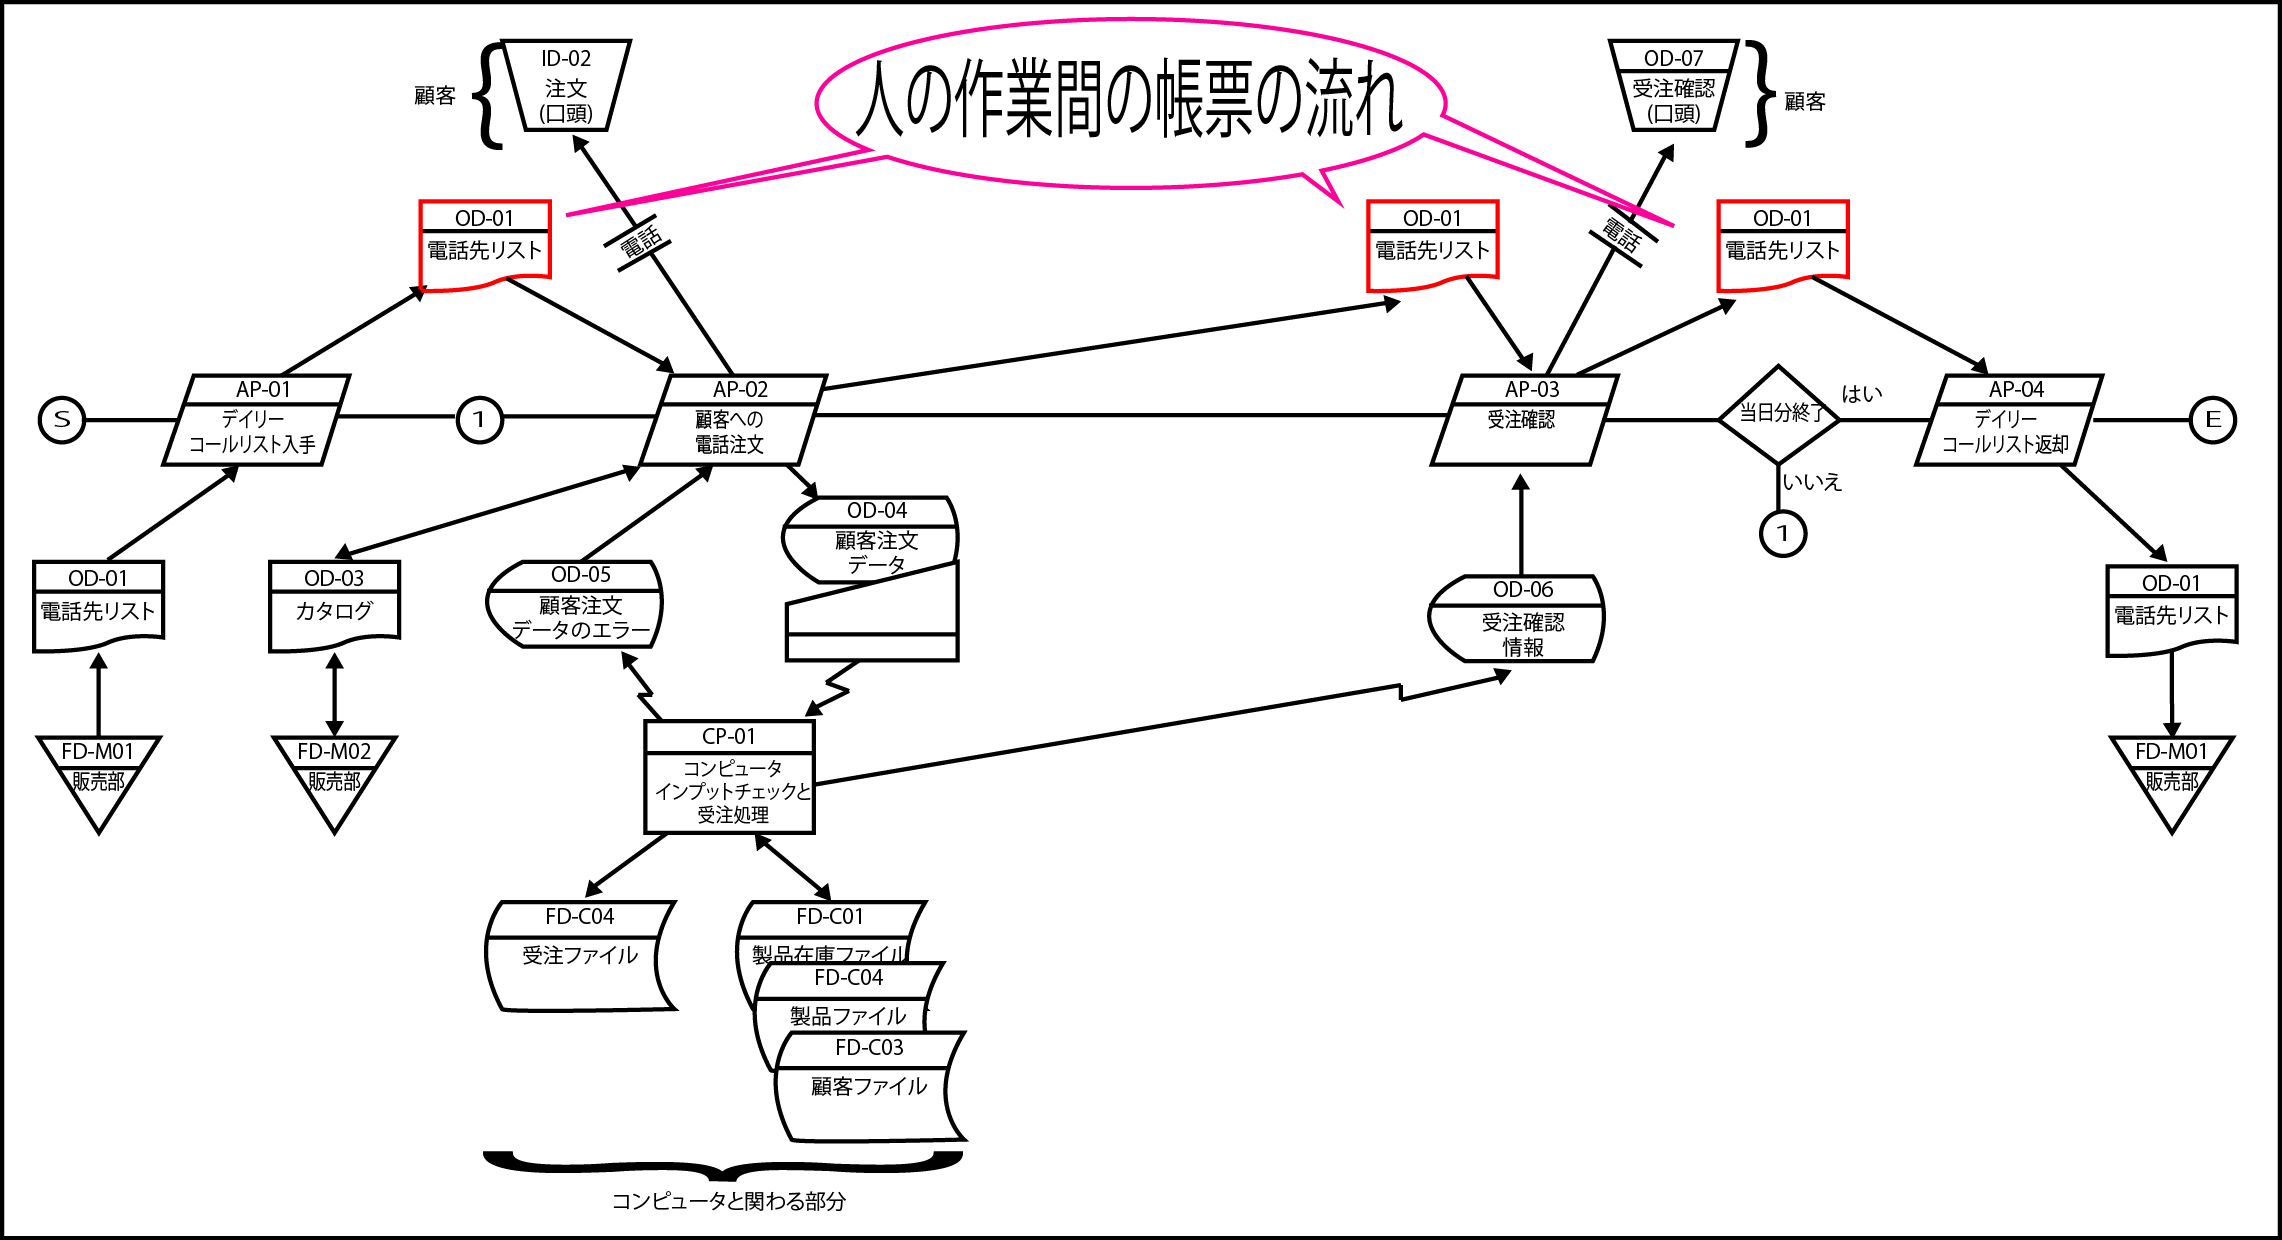 人の作業間の帳票の流れ
顧客
ID-02
注文
(口頭)
OD-07
受注確認
(口頭)
顧客
OD-01
電話先リスト
電話
OD-01
電話先リスト
電話
OD-01
電話先リスト
S
AP-01
デイリー
コールリスト入手
1
AP-02
顧客への
電話注文
AP-03
受注確認
当日分終了
はい
いいえ
1
AP-04
デイリー
コールリスト返却
E
OD-01
電話先リスト
OD-03
カタログ
OD-05
顧客注文
データのエラー
OD-04
顧客注文
データ
OD-06
受注確認
情報
OD-01
電話先リスト
FD-M01
販売部
FD-M02
販売部
CP-01
コンピュータ
インプットチェックと
受注処理
FD-M01
販売部
FD-C04
受注ファイル
FD-C01
製品在庫ファイル
FD-C04
製品ファイル
FD-C03
顧客ファイル
コンピュータと関わる部分